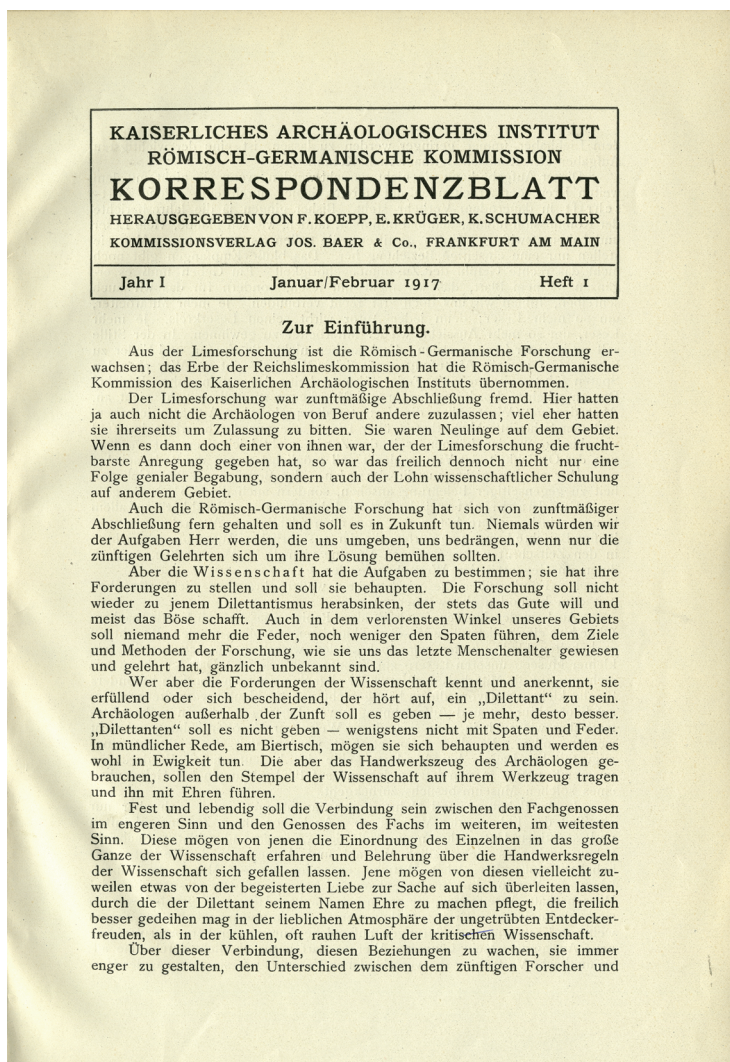 KAISERLICHES ARCHÄOLOGISCHES INSTITUT
RÖMISCH-GERMANISCHE KOMMISSION
KORRESPONDENZBLATT
HERAUSGEGEBEN VON F. KOEPP, E. KRÜGER, K. SCHUMACHER
KOMMISSIONSVERLAG JOS. BAER & Co., FRANKFURT AM MAIN
Jahr I Januar/Februar 1917 Heft 1
Zur Einführung.
Aus der Limesforschung ist die Römisch-Germanische Forschung er-
wachsen; das Erbe der Reichslimeskommission hat die Römisch-Germanische
Kommission des Kaiserlichen Archäologischen Instituts übernommen.
Der Limesforschung war zunftmäßige Abschließung fremd. Hier hatten
ja auch nicht die Archäologen von Beruf andere zuzulassen; viel eher hatten
sie ihrerseits um Zulassung zu bitten. Sie waren Neulinge auf dem Gebiet.
Wenn es dann doch einer von ihnen war, der der Limesforschung die frucht-
barste Anregung gegeben hat, so war das freilich dennoch nicht nur eine
Folge genialer Begabung, sondern auch der Lohn wissenschaftlicher Schulung
auf anderem Gebiet.
Auch die Römisch-Germanische Forschung hat sich von zunftmäßiger
Abschließung fern gehalten und soll es in Zukunft tun. Niemals würden wir
der Aufgaben Herr werden, die uns umgeben, uns bedrängen, wenn nur die
zünftigen Gelehrten sich um ihre Lösung bemühen sollten.
Aber die Wissenschaft hat die Aufgaben zu bestimmen; sie hat ihre
Forderungen zu stellen und soll sie behaupten. Die Forschung soll nicht
wieder zu jenem Dilettantismus herabsinken, der stets das Gute will und
meist das Böse schafft. Auch in dem verlorensten Winkel unseres Gebiets
soll niemand mehr die Feder, noch weniger den Spaten führen, dem Ziele
und Methoden der Forschung, wie sie uns das letzte Menschenalter gewiesen
und gelehrt hat, gänzlich unbekannt sind.
Wer aber die Forderungen der Wissenschaft kennt und anerkennt, sie
erfüllend oder sich bescheidend, der hört auf, ein „Dilettant" zu sein.
Archäologen außerhalb der Zunft soll es geben — je mehr, desto besser.
„Dilettanten" soll es nicht geben — wenigstens nicht mit Spaten und Feder.
In mündlicher Rede, am Biertisch, mögen sie sich behaupten und werden es
wohl in Ewigkeit tun. Die aber das Handwerkszeug des Archäologen ge-
brauchen, sollen den Stempel der Wissenschaft auf ihrem Werkzeug tragen
und ihn mit Ehren führen.
Fest und lebendig soll die Verbindung sein zwischen den Fachgenossen
im engeren Sinn und den Genossen des Fachs im weiteren, im weitesten
Sinn. Diese mögen von jenen die Einordnung des Einzelnen in das große
Ganze der Wissenschaft erfahren und Belehrung über die Handwerksregeln
der Wissenschaft sich gefallen lassen. Jene mögen von diesen vielleicht zu-
weilen etwas von der begeisterten Liebe zur Sache auf sich überleiten lassen,
durch die der Dilettant seinem Namen Ehre zu machen pflegt, die freilich
besser gedeihen mag in der lieblichen Atmosphäre der ungetrübten Entdecker-
freuden, als in der kühlen, oft rauhen Luft der kritischen Wissenschaft.
Über dieser Verbindung, diesen Beziehungen zu wachen, sie immer
enger zu gestalten, den Unterschied zwischen dem zünftigen Forscher und